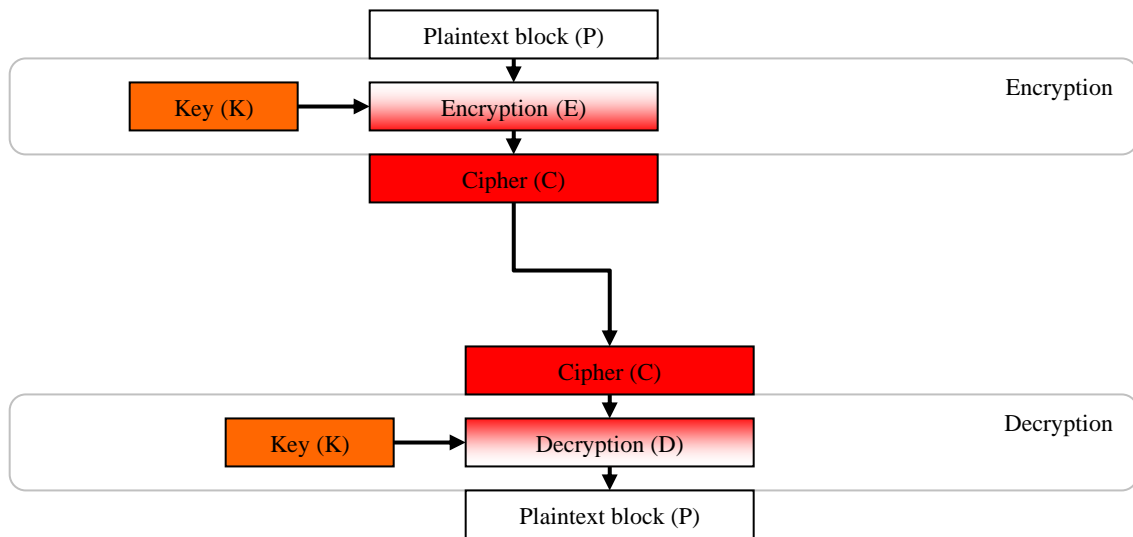 Plaintext block (P)
Encryption
Key (K)
Encryption (E)
Cipher (C)
Cipher (C)
Decryption
Key (K)
Decryption (D)
Plaintext block (P)